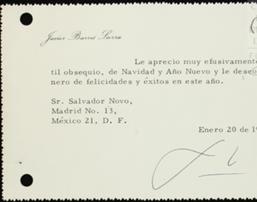 Javier Barros Sierra
Le aprecio muy efusivamente
til obsequio, de Navidad y Año Nuevo y le dese
nero de felicidades y éxitos en este año.
Sr. Salvador Novo,
Madrid No. 13,
México 21, D. F.
Enero 20 de 19